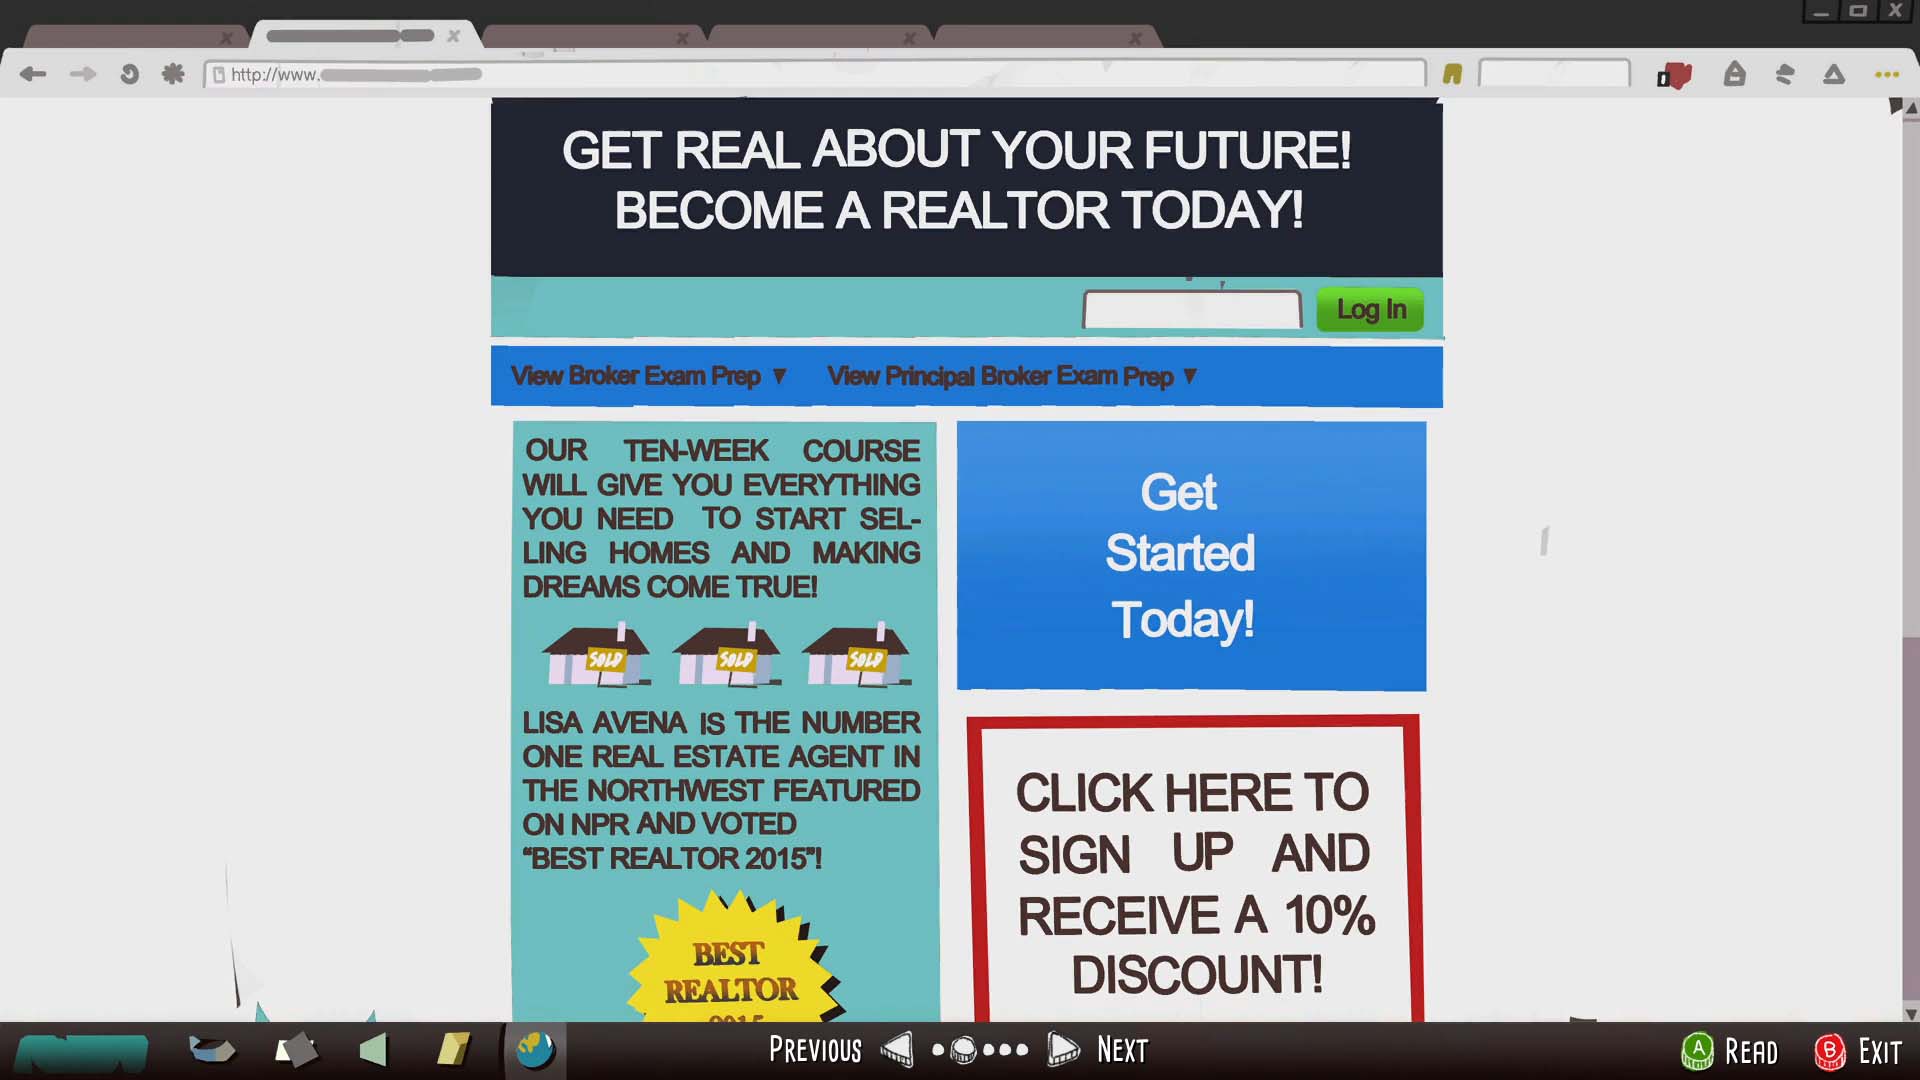 http://www.
GET REAL ABOUT YOUR FUTURE!
BECOME A REALTOR TODAY!
Log In
View Broker Exam Prep ▼ View Principal Broker Exam Prep ▼
OUR TEN-WEEK COURSE
WILL GIVE YOU EVERYTHING
YOU NEED TO START SEL-
LING HOMES AND MAKING
DREAMS COME TRUE!
SOLD SOLD SOLD
LISA AVENA IS THE NUMBER
ONE REAL ESTATE AGENT IN
THE NORTHWEST FEATURED
ON NPR AND VOTED
“BEST REALTOR 2015”!
BEST
REALTOR
2015
Get
Started
Today!
CLICK HERE TO
SIGN UP AND
RECEIVE A 10%
DISCOUNT!
PREVIOUS NEXT
A READ B EXIT